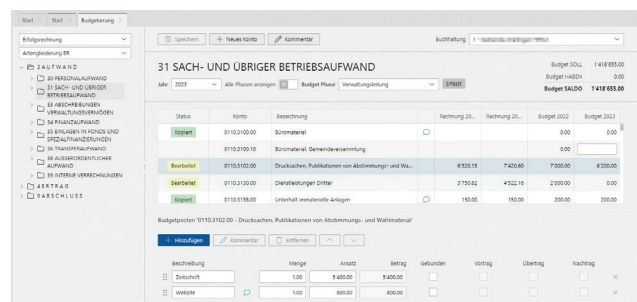 Start
Start
Budgetierung
Erfolgsrechnung
Artengliederung ER
3 AUFWAND
30 PERSONALAUFWAND
31 SACH- UND ÜBRIGER BETRIEBSAUFWAND
33 ABSCHREIBUNGEN VERWALTUNGSVERMÖGEN
34 FINANZAUFWAND
35 EINLAGEN IN FONDS UND SPEZIALFINANZIERUNGEN
36 TRANSFERAUFWAND
38 AUSSERORDENTLICHER AUFWAND
39 INTERNE VERRECHNUNGEN
4 ERTRAG
9 ABSCHLUSS
Speichern + Neues Konto Kommentar Buchhaltung
31 SACH- UND ÜBRIGER BETRIEBSAUFWAND
Budget SOLL 1'418'655.00
Budget HABEN 0.00
Budget SALDO 1'418'655.00
Jahr 2023 Alle Phasen anzeigen Budget Phase Verwaltungsleitung Erfasst
Status Konto Bezeichnung Rechnung 20... Rechnung 20... Budget 2022 Budget 2023
Kopiert 0110.3100.00 Büromaterial 0.00 0.00
0110.3100.10 Büromaterial, Gemeindeversammlung 0.00
Bearbeitet 0110.3102.00 Drucksachen, Publikationen von Abstimmungs- und Wa... 6'520.15 7'420.60 7'000.00 6'200.00
Bearbeitet 0110.3130.00 Dienstleistungen Dritter 3'750.82 4'522.16 2'000.00 0.00
Kopiert 0110.3158.00 Unterhalt immaterielle Anlagen 150.00 150.00 200.00 200.00
Budgetposten '0110.3102.00 - Drucksachen, Publikationen von Abstimmungs- und Wahlmaterial'
+ Hinzufügen Kommentar Entfernen
Beschreibung Menge Ansatz Betrag Gebunden Vortrag Übertrag Nachtrag
Zeitschrift 1.00 5'400.00 5'400.00
Website 1.00 800.00 800.00